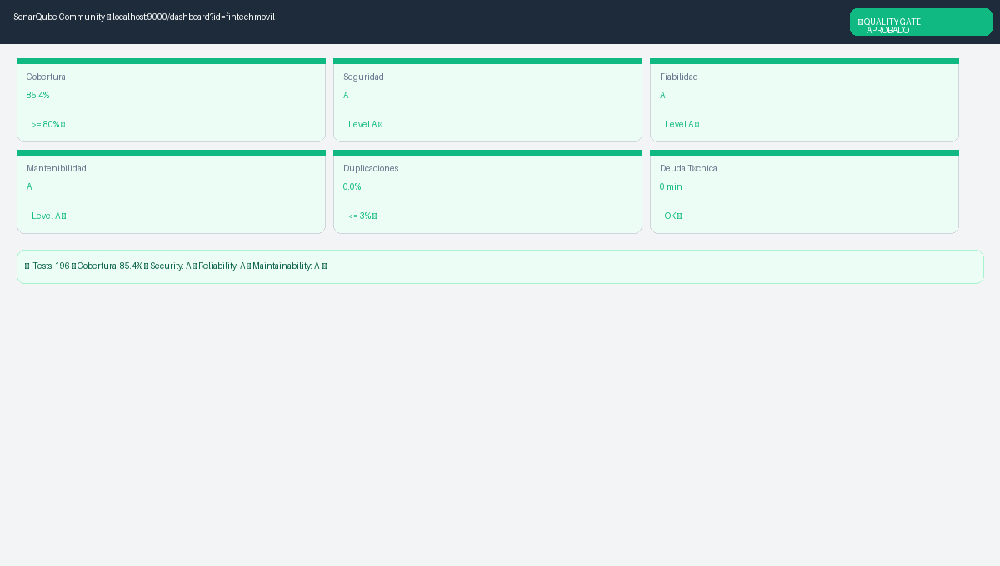 SonarQube Community ☒ localhost:9000/dashboard?id=fintechmovil
☒ QUALITY GATE
APROBADO
Cobertura
85.4%
>= 80% ☒
Seguridad
A
Level A ☒
Fiabilidad
A
Level A ☒
Mantenibilidad
A
Level A ☒
Duplicaciones
0.0%
<= 3% ☒
Deuda T☒cnica
0 min
OK ☒
☒ Tests: 196 ☒ Cobertura: 85.4% ☒ Security: A ☒ Reliability: A ☒ Maintainability: A ☒